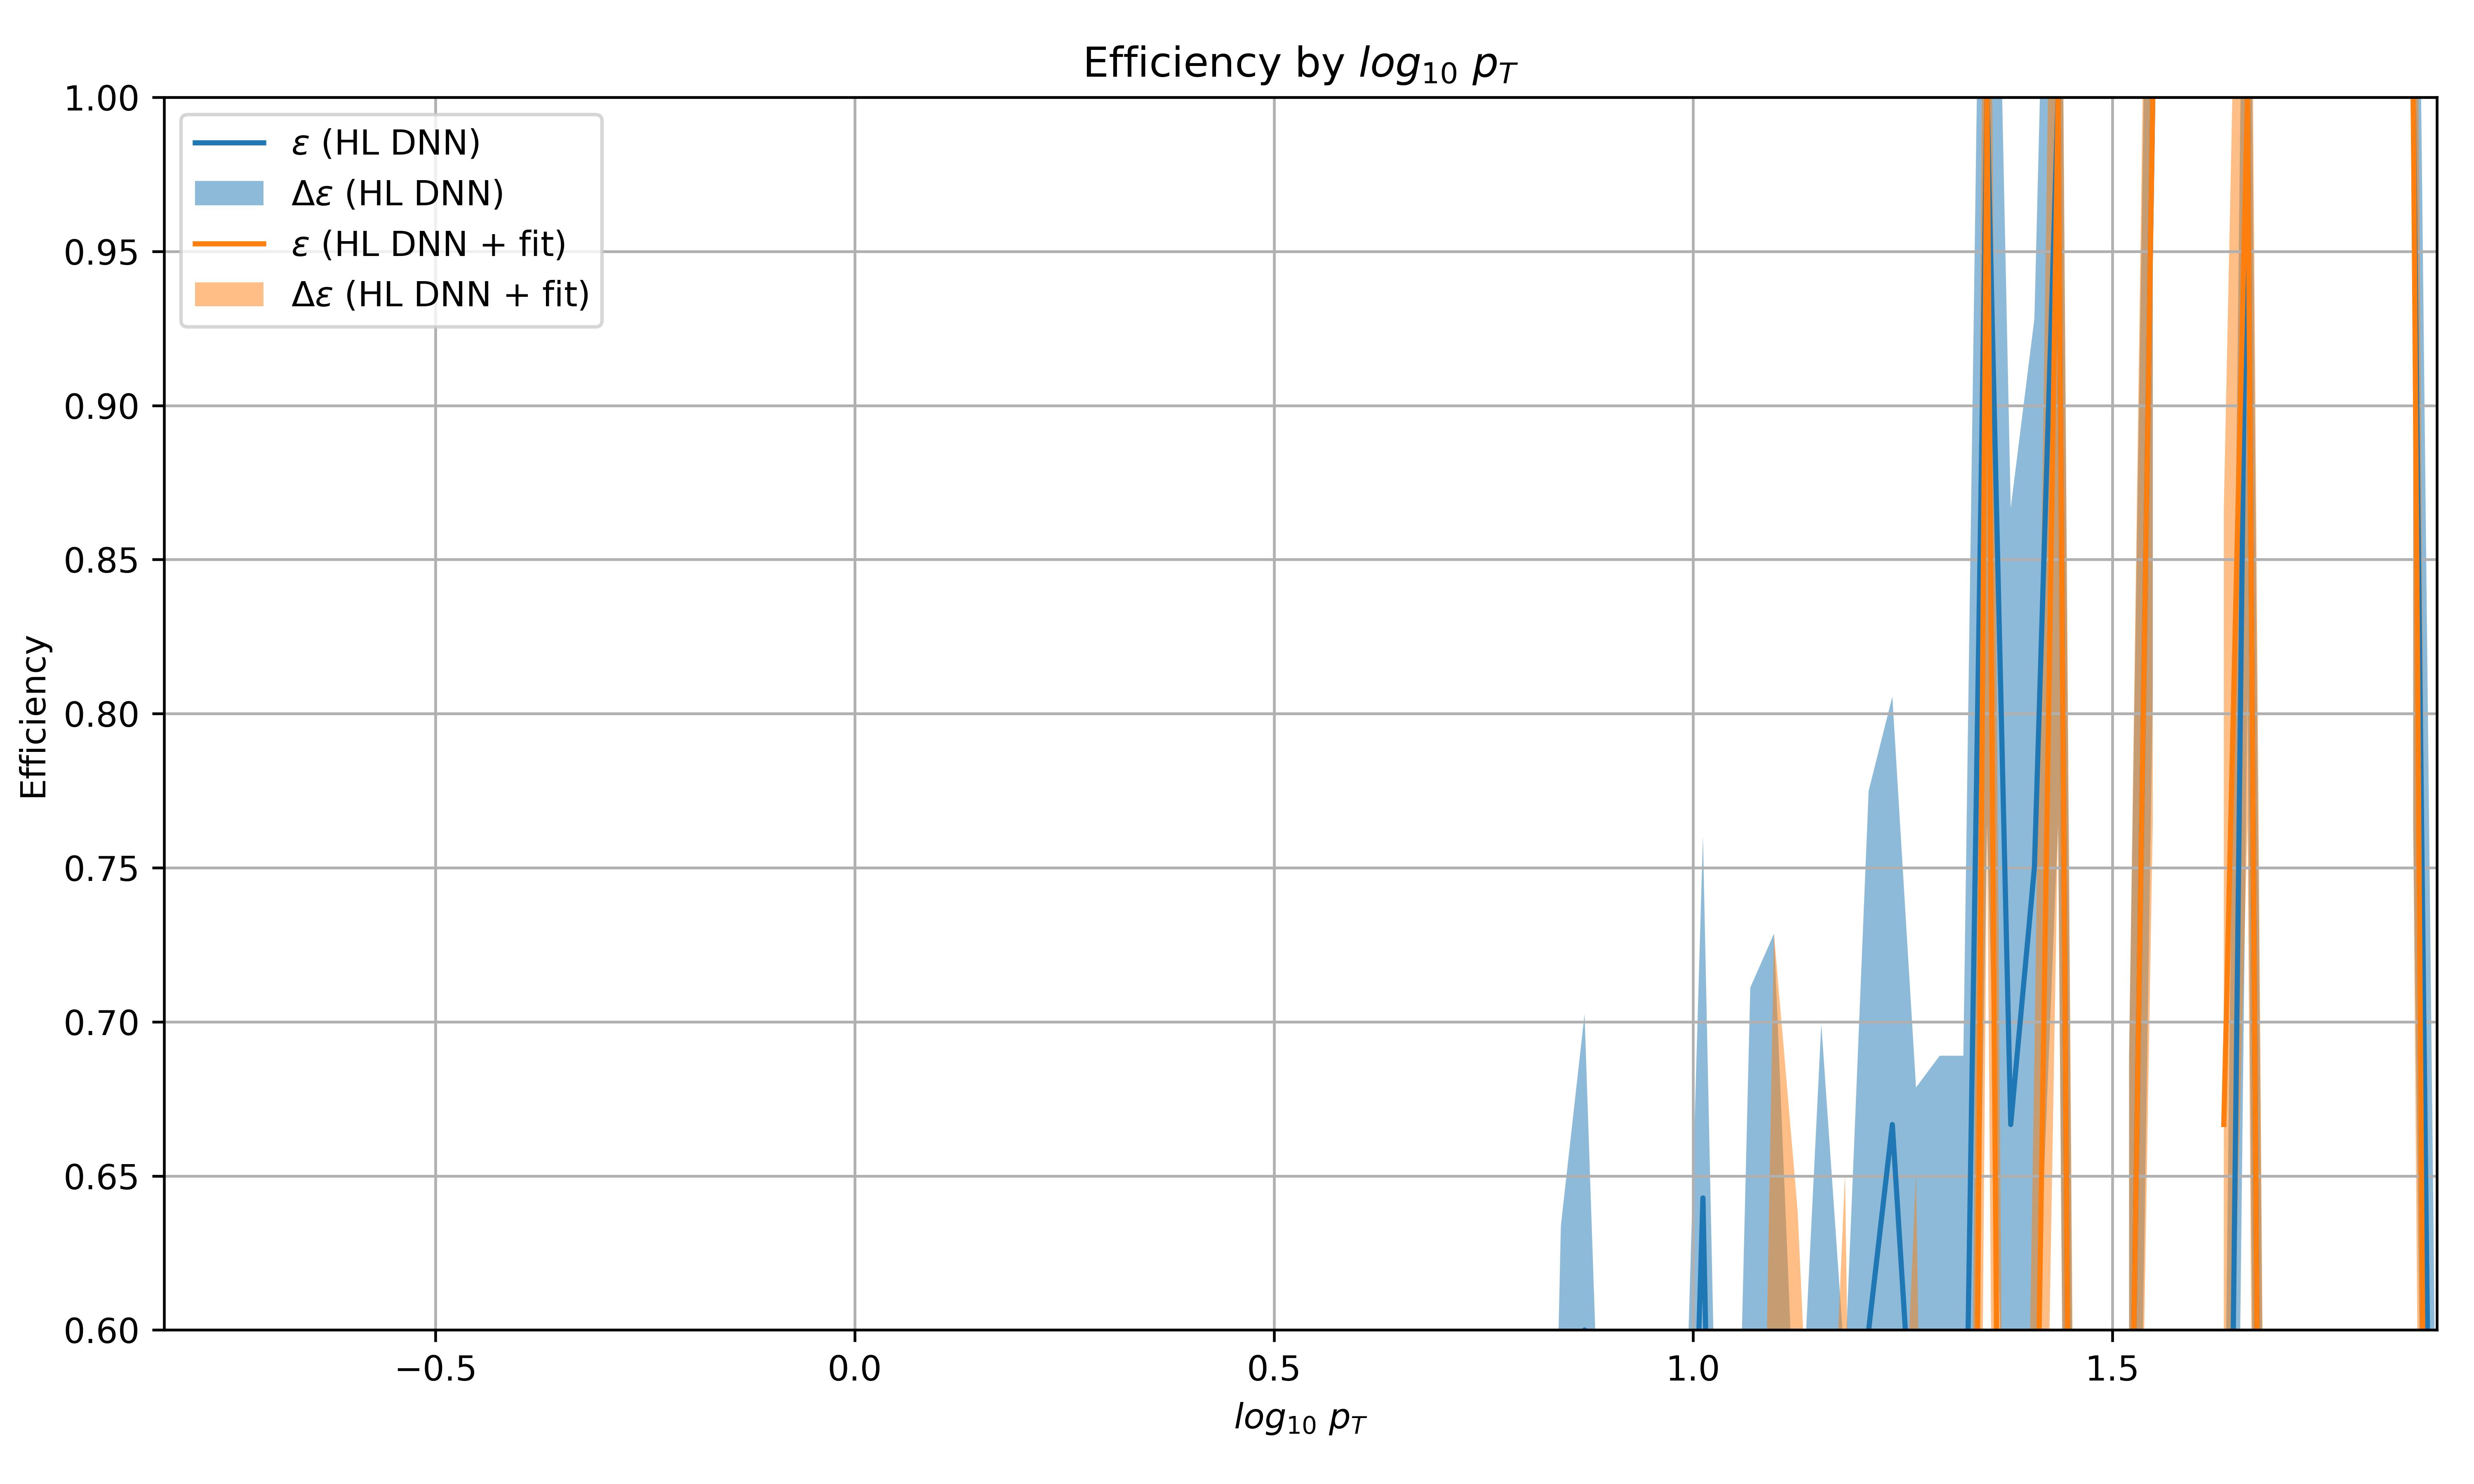 Efficiency by log₁₀ p_T
1.00
0.95
0.90
0.85
0.80
0.75
0.70
0.65
0.60
Efficiency
ε (HL DNN)
Δε (HL DNN)
ε (HL DNN + fit)
Δε (HL DNN + fit)
−0.5 0.0 0.5 1.0 1.5
log₁₀ p_T